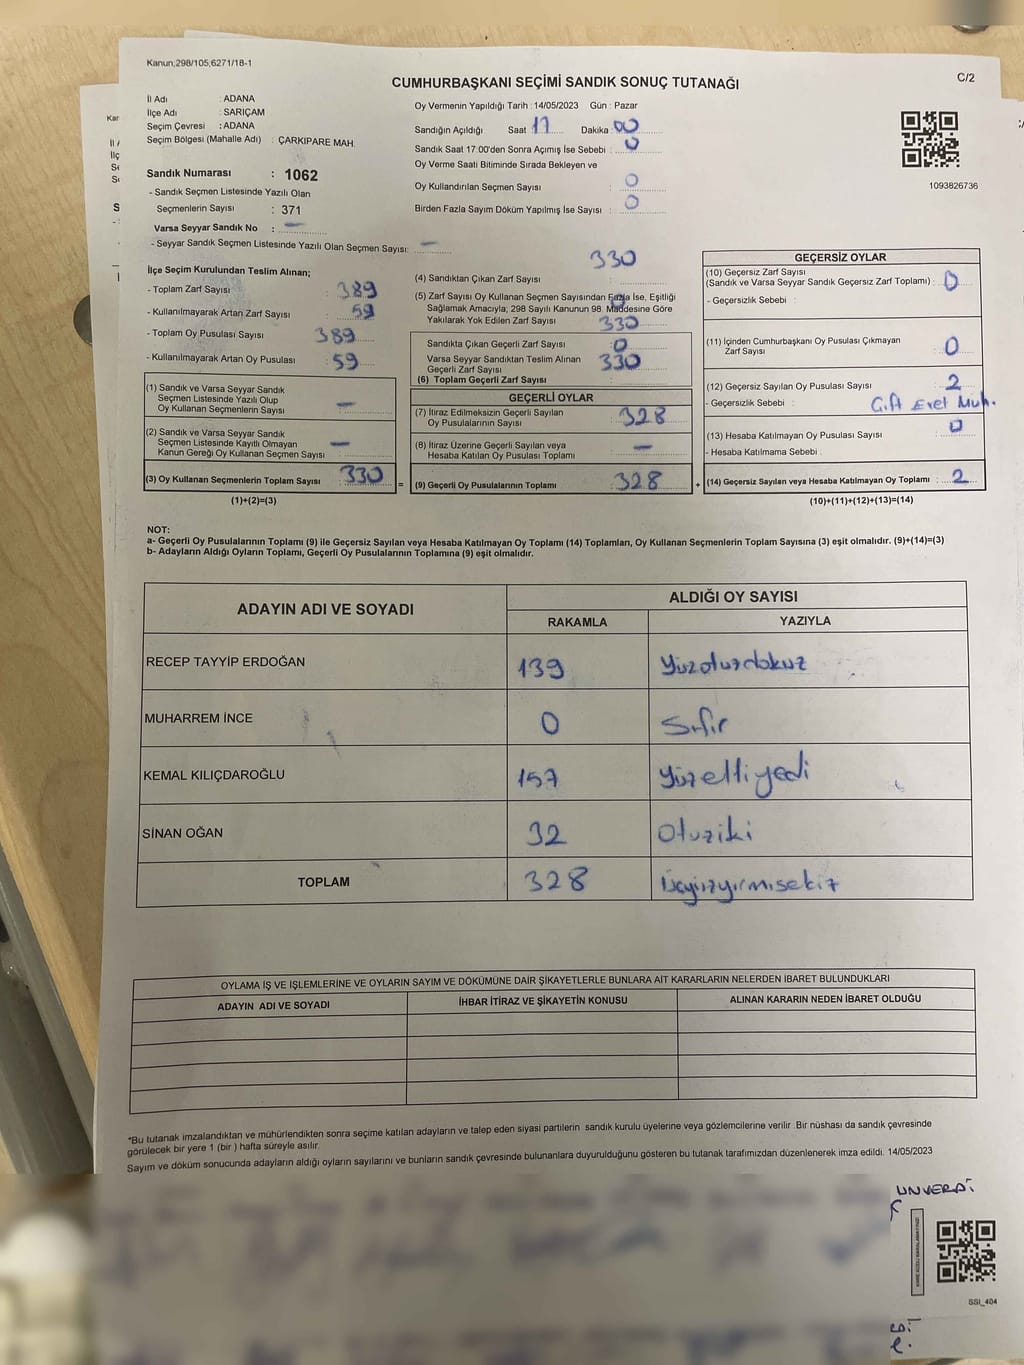 Kanun;298/105;6271/18-1
CUMHURBAŞKANI SEÇİMİ SANDIK SONUÇ TUTANAĞI
C/2
İl Adı : ADANA
İlçe Adı : SARIÇAM
Seçim Çevresi : ADANA
Seçim Bölgesi (Mahalle Adı) : ÇARKIPARE MAH.
Sandık Numarası : 1062
- Sandık Seçmen Listesinde Yazılı Olan
Seçmenlerin Sayısı : 371
Varsa Seyyar Sandık No : —
- Seyyar Sandık Seçmen Listesinde Yazılı Olan Seçmen Sayısı: —
Oy Vermenin Yapıldığı Tarih : 14/05/2023 Gün : Pazar
Sandığın Açıldığı Saat 17 Dakika : 00
Sandık Saat 17:00'den Sonra Açımış İse Sebebi : 0
Oy Verme Saati Bitiminde Sırada Bekleyen ve
Oy Kullandırılan Seçmen Sayısı : 0
Birden Fazla Sayım Döküm Yapılmış İse Sayısı : 0
1093826736
İlçe Seçim Kurulundan Teslim Alınan;
- Toplam Zarf Sayısı : 389
- Kullanılmayarak Artan Zarf Sayısı : 59
- Toplam Oy Pusulası Sayısı : 389
- Kullanılmayarak Artan Oy Pusulası : 59
(1) Sandık ve Varsa Seyyar Sandık
Seçmen Listesinde Yazılı Olup
Oy Kullanan Seçmenlerin Sayısı : —
(2) Sandık ve Varsa Seyyar Sandık
Seçmen Listesinde Kayıtlı Olmayan
Kanun Gereği Oy Kullanan Seçmen Sayısı : —
(3) Oy Kullanan Seçmenlerin Toplam Sayısı : 330
(1)+(2)=(3)
=
(4) Sandıktan Çıkan Zarf Sayısı : 330
(5) Zarf Sayısı Oy Kullanan Seçmen Sayısından Fazla İse, Eşitliği
Sağlamak Amacıyla; 298 Sayılı Kanunun 98. Maddesine Göre
Yakılarak Yok Edilen Zarf Sayısı : 0
330
Sandıkta Çıkan Geçerli Zarf Sayısı : 0
Varsa Seyyar Sandıktan Teslim Alınan
Geçerli Zarf Sayısı : 330
(6) Toplam Geçerli Zarf Sayısı :
GEÇERLİ OYLAR
(7) İtiraz Edilmeksizin Geçerli Sayılan
Oy Pusulalarının Sayısı : 328
(8) İtiraz Üzerine Geçerli Sayılan veya
Hesaba Katılan Oy Pusulası Toplamı : —
(9) Geçerli Oy Pusulalarının Toplamı : 328
+
GEÇERSİZ OYLAR
(10) Geçersiz Zarf Sayısı
(Sandık ve Varsa Seyyar Sandık Geçersiz Zarf Toplamı) : 0
- Geçersizlik Sebebi :
(11) İçinden Cumhurbaşkanı Oy Pusulası Çıkmayan
Zarf Sayısı : 0
(12) Geçersiz Sayılan Oy Pusulası Sayısı : 2
- Geçersizlik Sebebi : Çift Evet Müh.
(13) Hesaba Katılmayan Oy Pusulası Sayısı : 0
- Hesaba Katılmama Sebebi :
(14) Geçersiz Sayılan veya Hesaba Katılmayan Oy Toplamı : 2
(10)+(11)+(12)+(13)=(14)
NOT:
a- Geçerli Oy Pusulalarının Toplamı (9) ile Geçersiz Sayılan veya Hesaba Katılmayan Oy Toplamı (14) Toplamları, Oy Kullanan Seçmenlerin Toplam Sayısına (3) eşit olmalıdır. (9)+(14)=(3)
b- Adayların Aldığı Oyların Toplamı, Geçerli Oy Pusulalarının Toplamına (9) eşit olmalıdır.
ADAYIN ADI VE SOYADI
ALDIĞI OY SAYISI
RAKAMLA YAZIYLA
RECEP TAYYİP ERDOĞAN 139 Yüzotuzdokuz
MUHARREM İNCE 0 Sıfır
KEMAL KILIÇDAROĞLU 157 Yüzelliyedi
SİNAN OĞAN 32 Otuziki
TOPLAM 328 Üçyüzyirmisekiz
OYLAMA İŞ VE İŞLEMLERİNE VE OYLARIN SAYIM VE DÖKÜMÜNE DAİR ŞİKAYETLERLE BUNLARA AİT KARARLARIN NELERDEN İBARET BULUNDUKLARI
ADAYIN ADI VE SOYADI İHBAR İTİRAZ VE ŞİKAYETİN KONUSU ALINAN KARARIN NEDEN İBARET OLDUĞU
*Bu tutanak imzalandıktan ve mühürlendikten sonra seçime katılan adayların ve talep eden siyasi partilerin sandık kurulu üyelerine veya gözlemcilerine verilir. Bir nüshası da sandık çevresinde
görülecek bir yere 1 (bir ) hafta süreyle asılır.
Sayım ve döküm sonucunda adayların aldığı oyların sayılarını ve bunların sandık çevresinde bulunanlara duyurulduğunu gösteren bu tutanak tarafımızdan düzenlenerek imza edildi. 14/05/2023
UNVERDİ
SSI_404